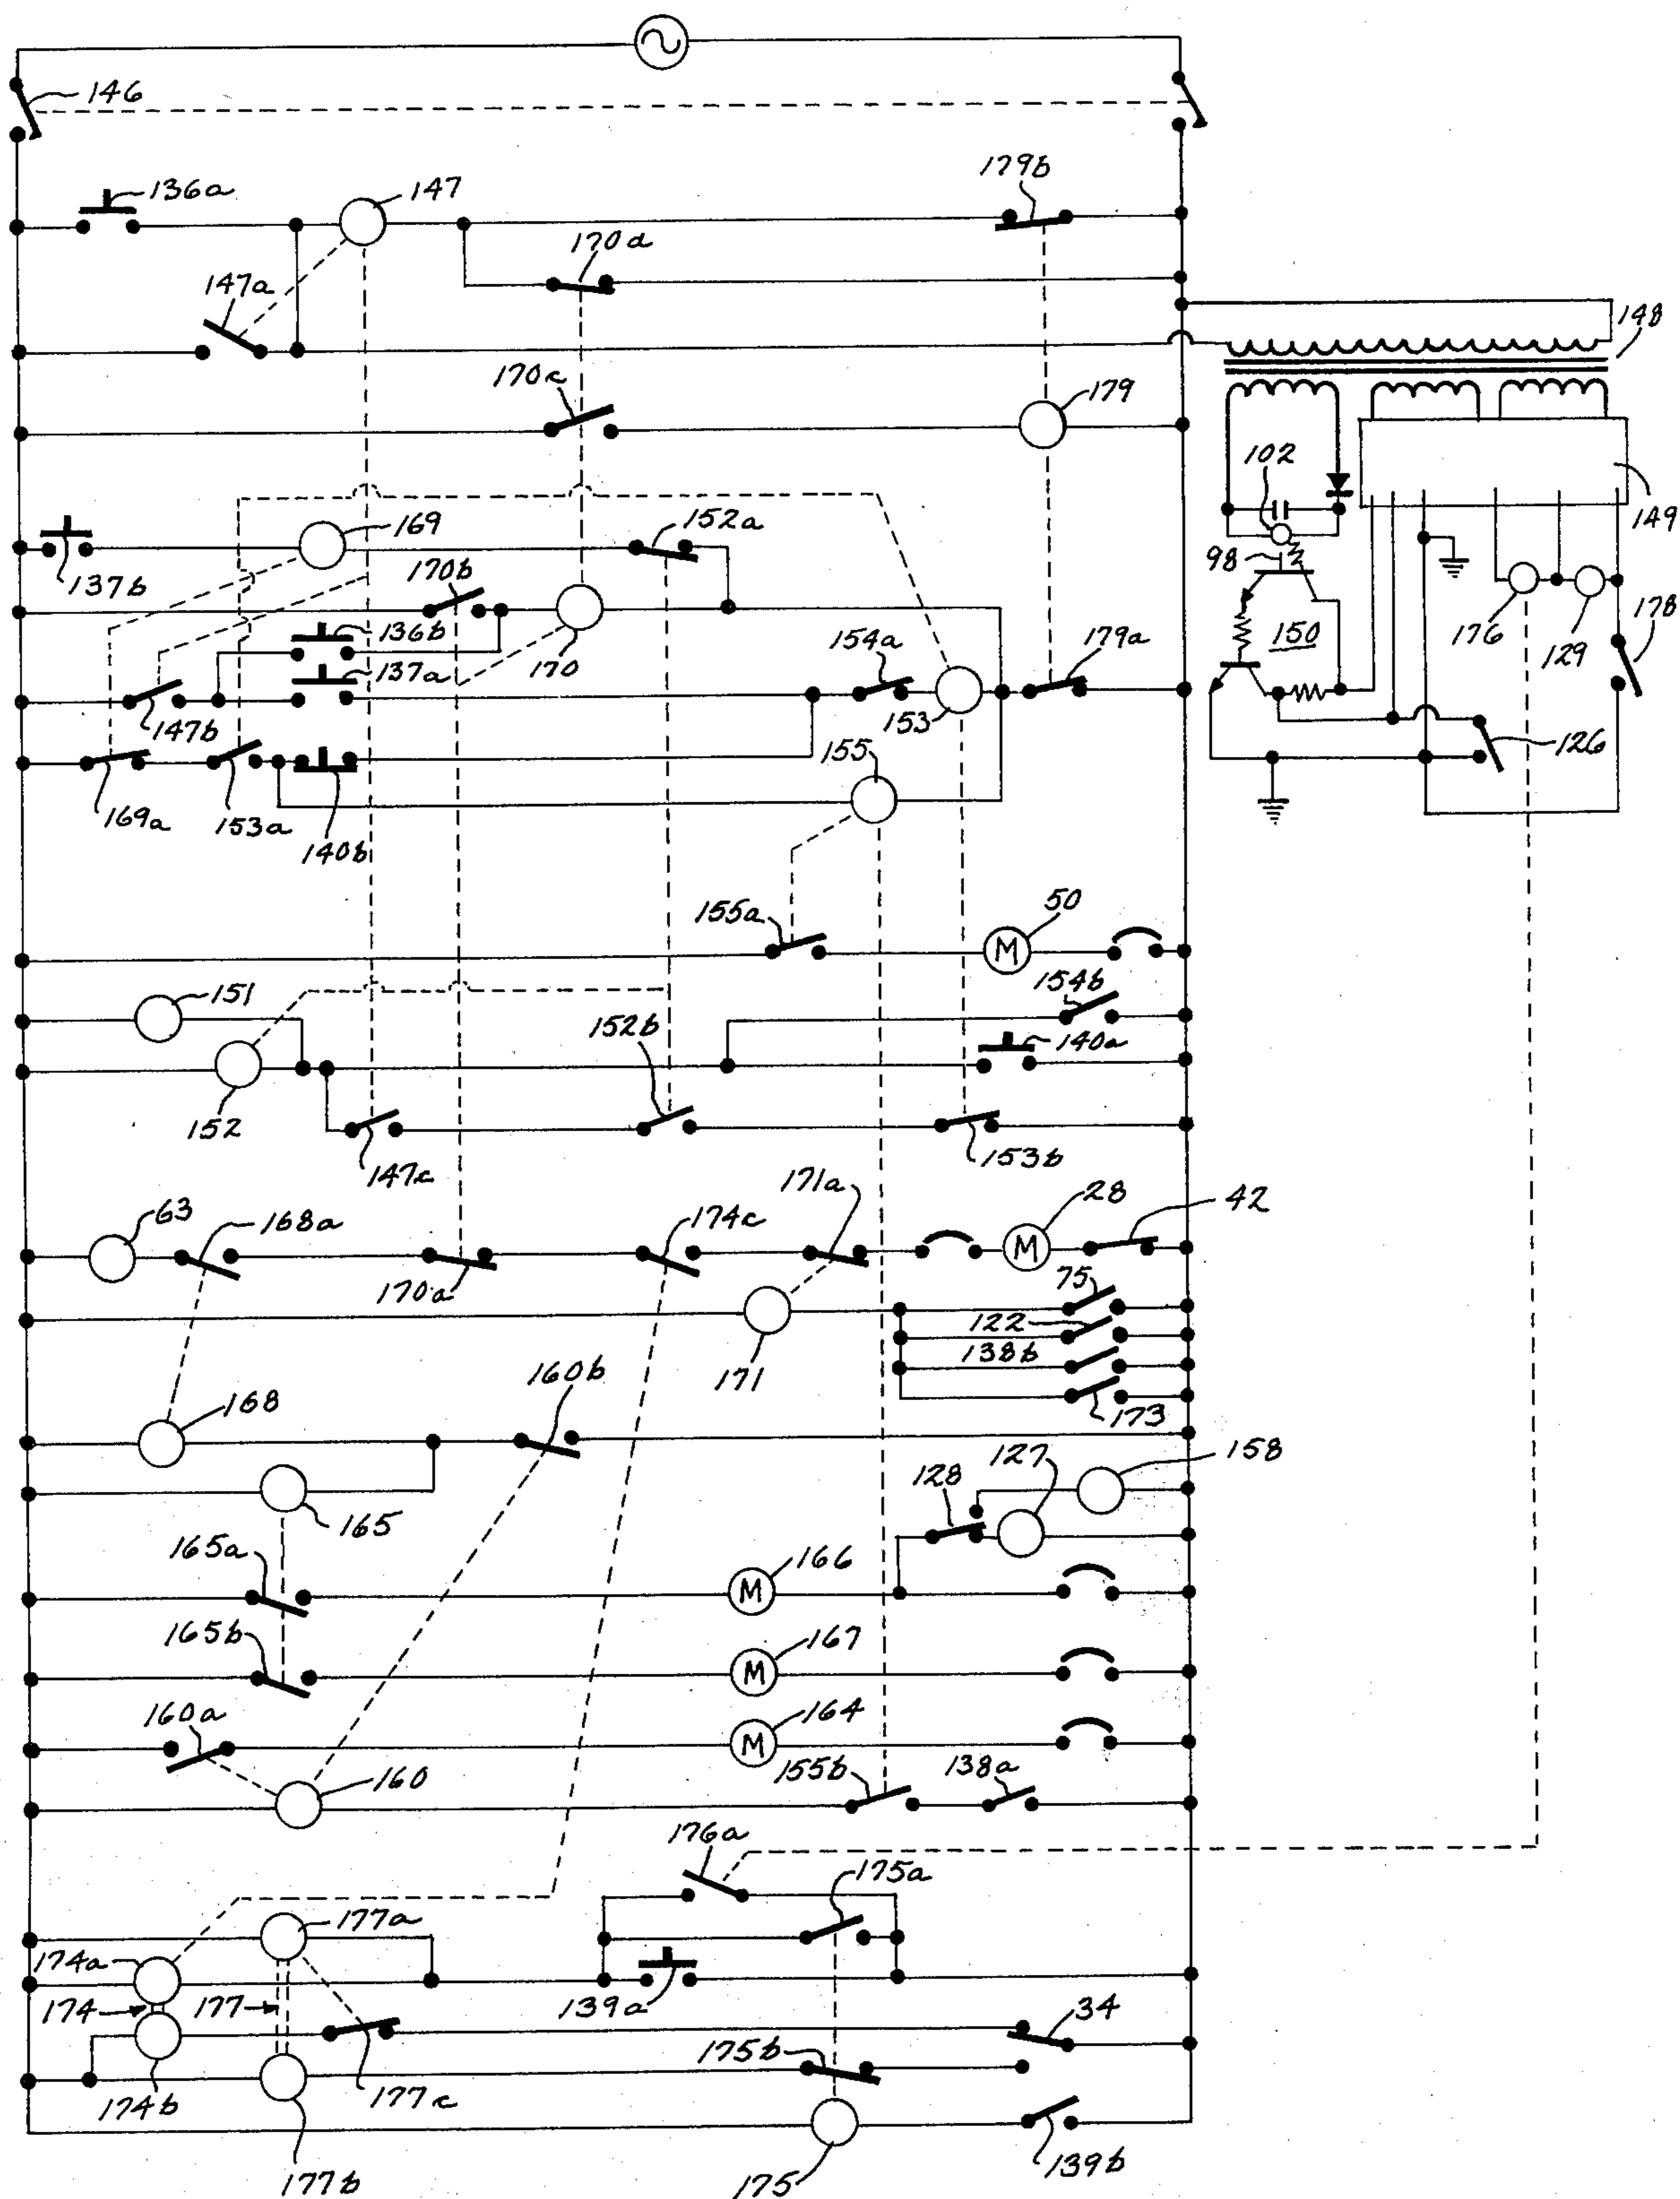 146
136a
147
179b
170d
147a
148
170c
179
102
149
137b
169
152a
98
170b
136b
170
150
176
129
178
137a
154a
179a
147b
153
126
155
169a
153a
140b
155a
50
M
151
154b
152b
140a
152
147c
153b
63
168a
174c
171a
28
42
M
170a
75
122
138b
171
160b
173
168
158
127
128
165
165a
166
M
165b
167
M
160a
164
M
160
155b
138a
176a
175a
177a
174a
174
177
139a
34
175b
174b
177c
177b
175
139b